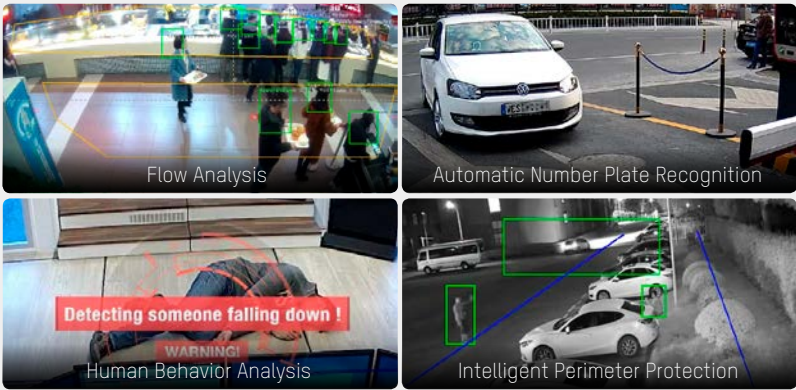 Flow Analysis
Automatic Number Plate Recognition
Detecting someone falling down !
WARNING!
Human Behavior Analysis
Intelligent Perimeter Protection